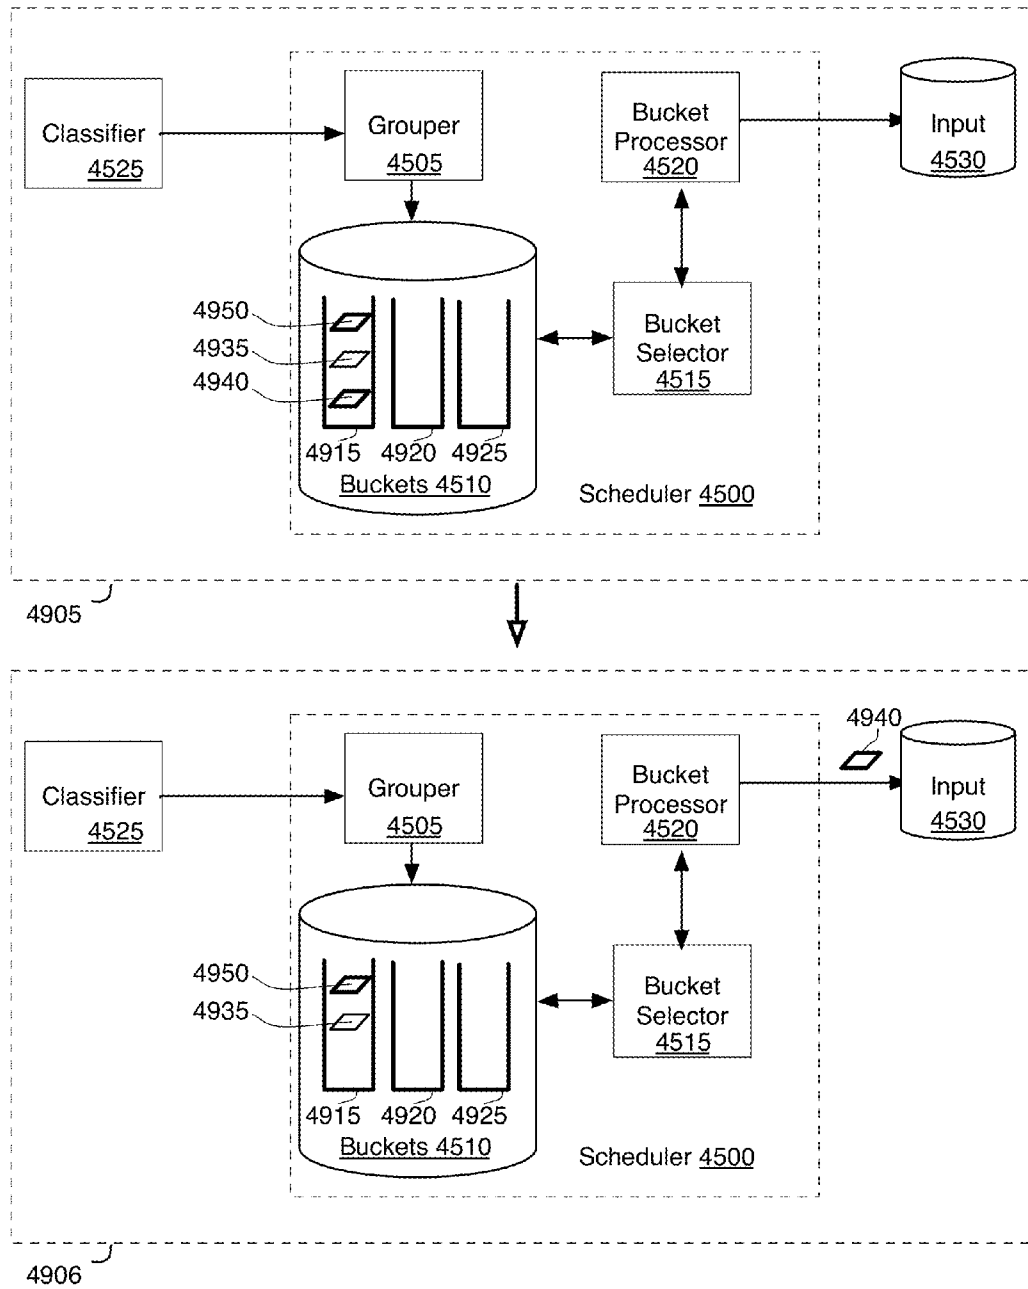 Classifier
4525
Grouper
4505
Bucket
Processor
4520
Input
4530
4950
4935
4940
Bucket
Selector
4515
4915 4920 4925
Buckets 4510
Scheduler 4500
4905
4940
Classifier
4525
Grouper
4505
Bucket
Processor
4520
Input
4530
4950
4935
Bucket
Selector
4515
4915 4920 4925
Buckets 4510
Scheduler 4500
4906